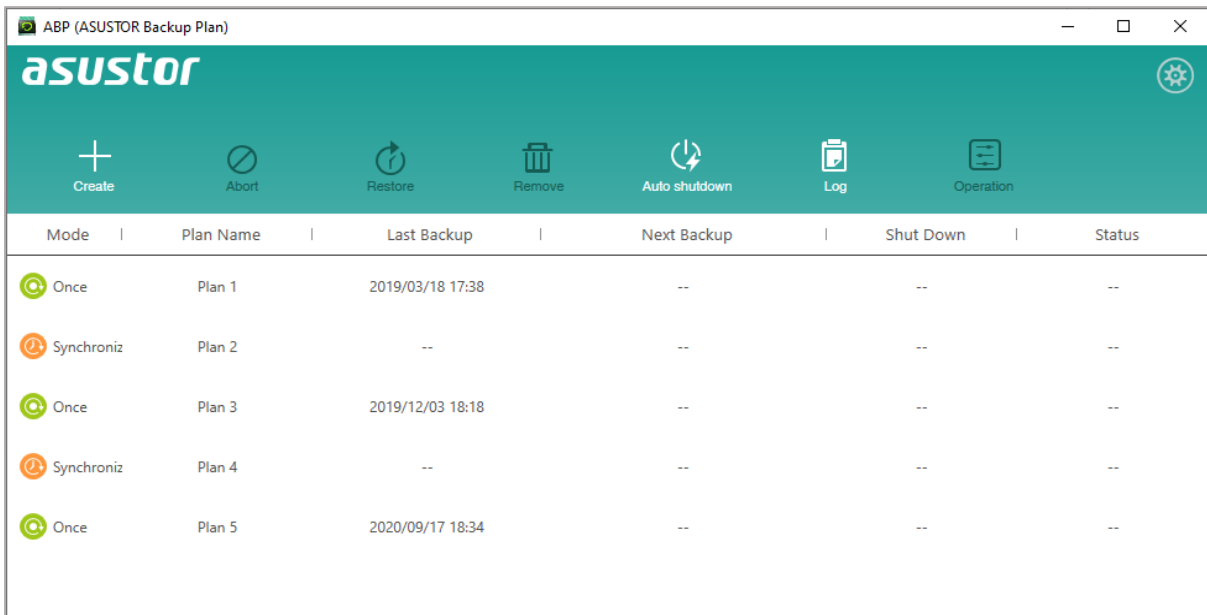 ABP (ASUSTOR Backup Plan)
asustor
Create Abort Restore Remove Auto shutdown Log Operation
Mode Plan Name Last Backup Next Backup Shut Down Status
Once Plan 1 2019/03/18 17:38 -- -- --
Synchroniz Plan 2 -- -- -- --
Once Plan 3 2019/12/03 18:18 -- -- --
Synchroniz Plan 4 -- -- -- --
Once Plan 5 2020/09/17 18:34 -- -- --